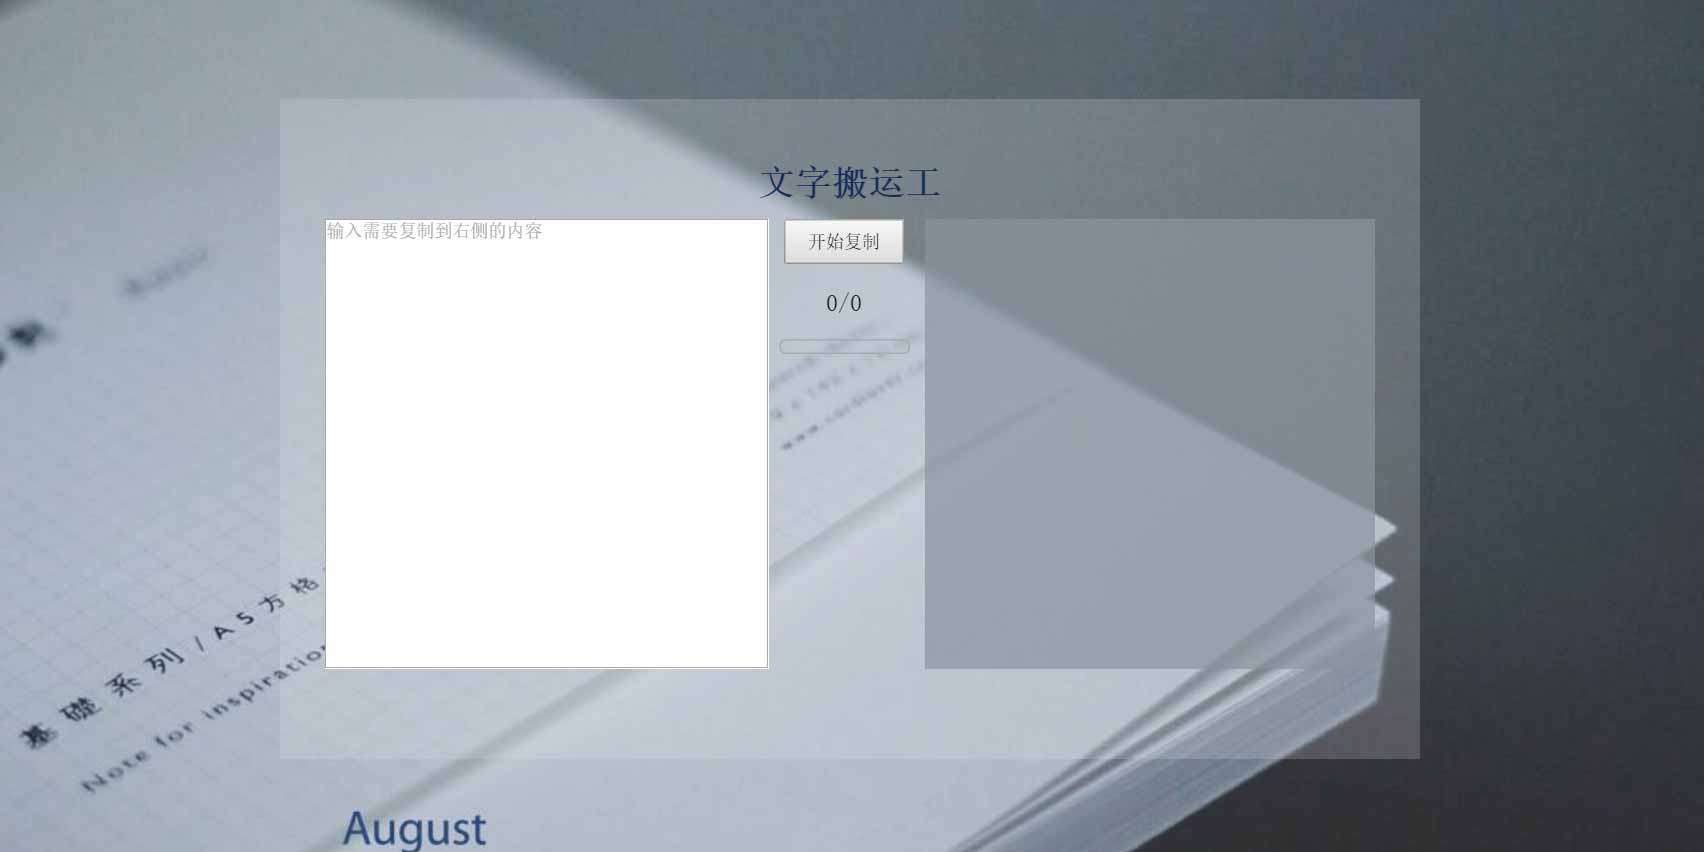 文字搬运工
输入需要复制到右侧的内容
开始复制
0/0
基礎系列/A5方格
Note for inspiration
August